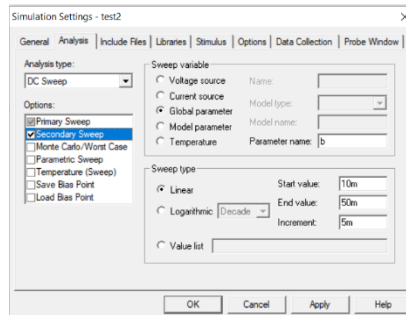 Simulation Settings - test2
General Analysis Include Files Libraries Stimulus Options Data Collection Probe Window
Analysis type:
DC Sweep
Options:
Primary Sweep
Secondary Sweep
Monte Carlo/Worst Case
Parametric Sweep
Temperature (Sweep)
Save Bias Point
Load Bias Point
Sweep variable
Voltage source
Name:
Current source
Model type:
Global parameter
Model parameter
Model name:
Temperature
Parameter name: b
Sweep type
Linear
Start value: 10m
Logarithmic Decade
End value: 50m
Increment: 5m
Value list
OK Cancel Apply Help